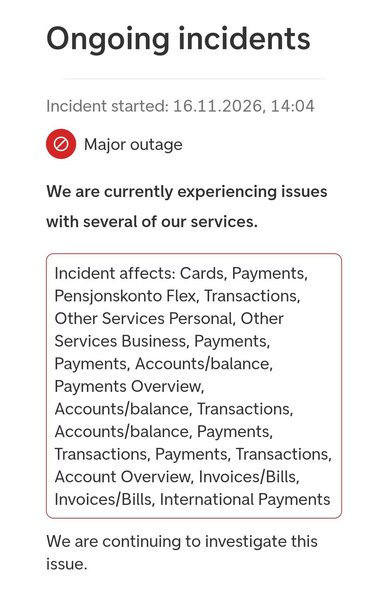 Ongoing incidents
Incident started: 16.11.2026, 14:04
Major outage
We are currently experiencing issues
with several of our services.
Incident affects: Cards, Payments,
Pensjonskonto Flex, Transactions,
Other Services Personal, Other
Services Business, Payments,
Payments, Accounts/balance,
Payments Overview,
Accounts/balance, Transactions,
Accounts/balance, Payments,
Transactions, Payments, Transactions,
Account Overview, Invoices/Bills,
Invoices/Bills, International Payments
We are continuing to investigate this
issue.